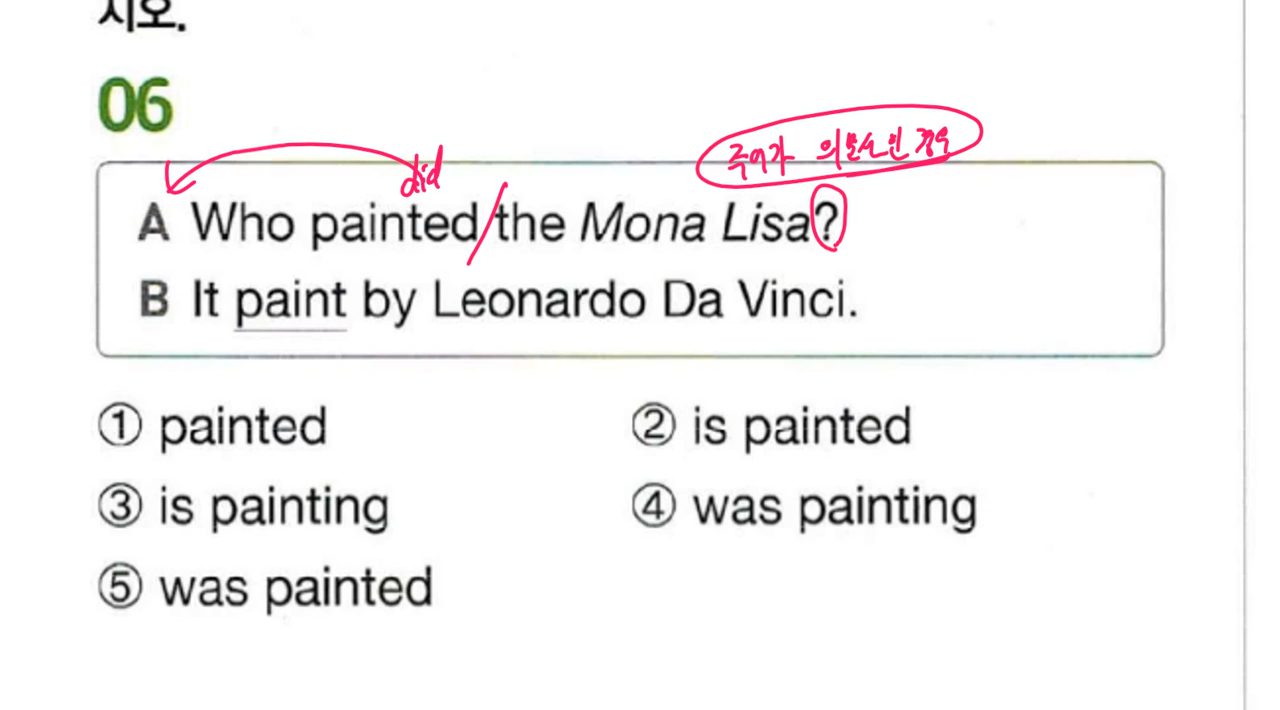 시오.
06
주어가 의문사인 경우
did
A Who painted/the Mona Lisa?
B It paint by Leonardo Da Vinci.
① painted ② is painted
③ is painting ④ was painting
⑤ was painted